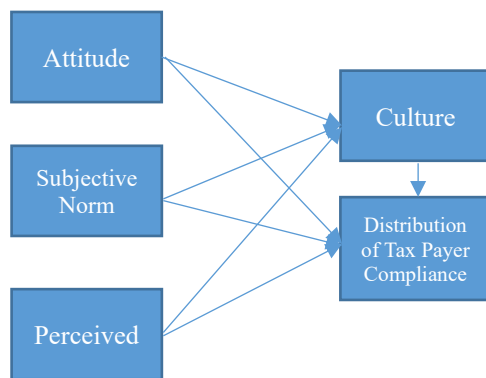 Attitude
Culture
Subjective
Norm
Distribution
of Tax Payer
Compliance
Perceived